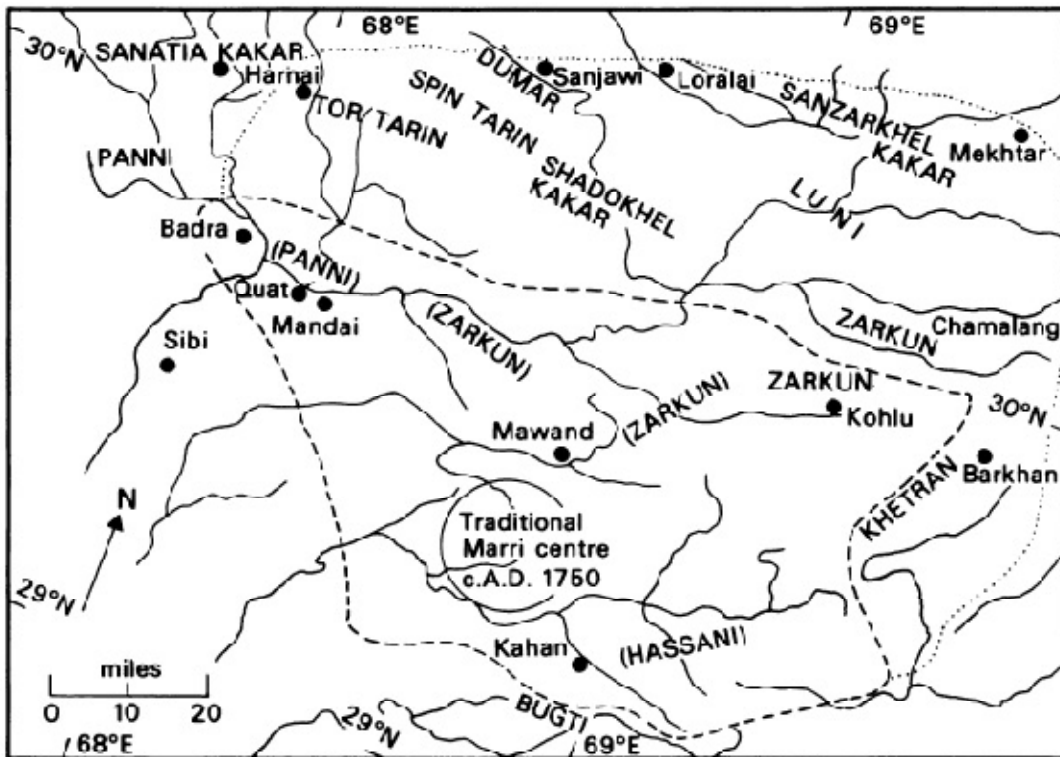 68°E
69°E
30°N
SANATIA KAKAR
Harnai
TOR TARIN
SPIN TARIN
DUMAR
Sanjawi
Loralai
SANZARKHEL
KAKAR
Mekhtar
PANNI
SHADOKHEL
KAKAR
LUNI
Badra
(PANNI)
Quat
Mandai
(ZARKUN)
ZARKUN
Chamalang
Sibi
ZARKUN
(ZARKUN)
Kohlu
30°N
Mawand
Barkhan
KHETRAN
N
Traditional
Marri centre
c.A.D. 1750
29°N
Kahan
(HASSANI)
miles
0 10 20
BUGTI
29°N
68°E
69°E